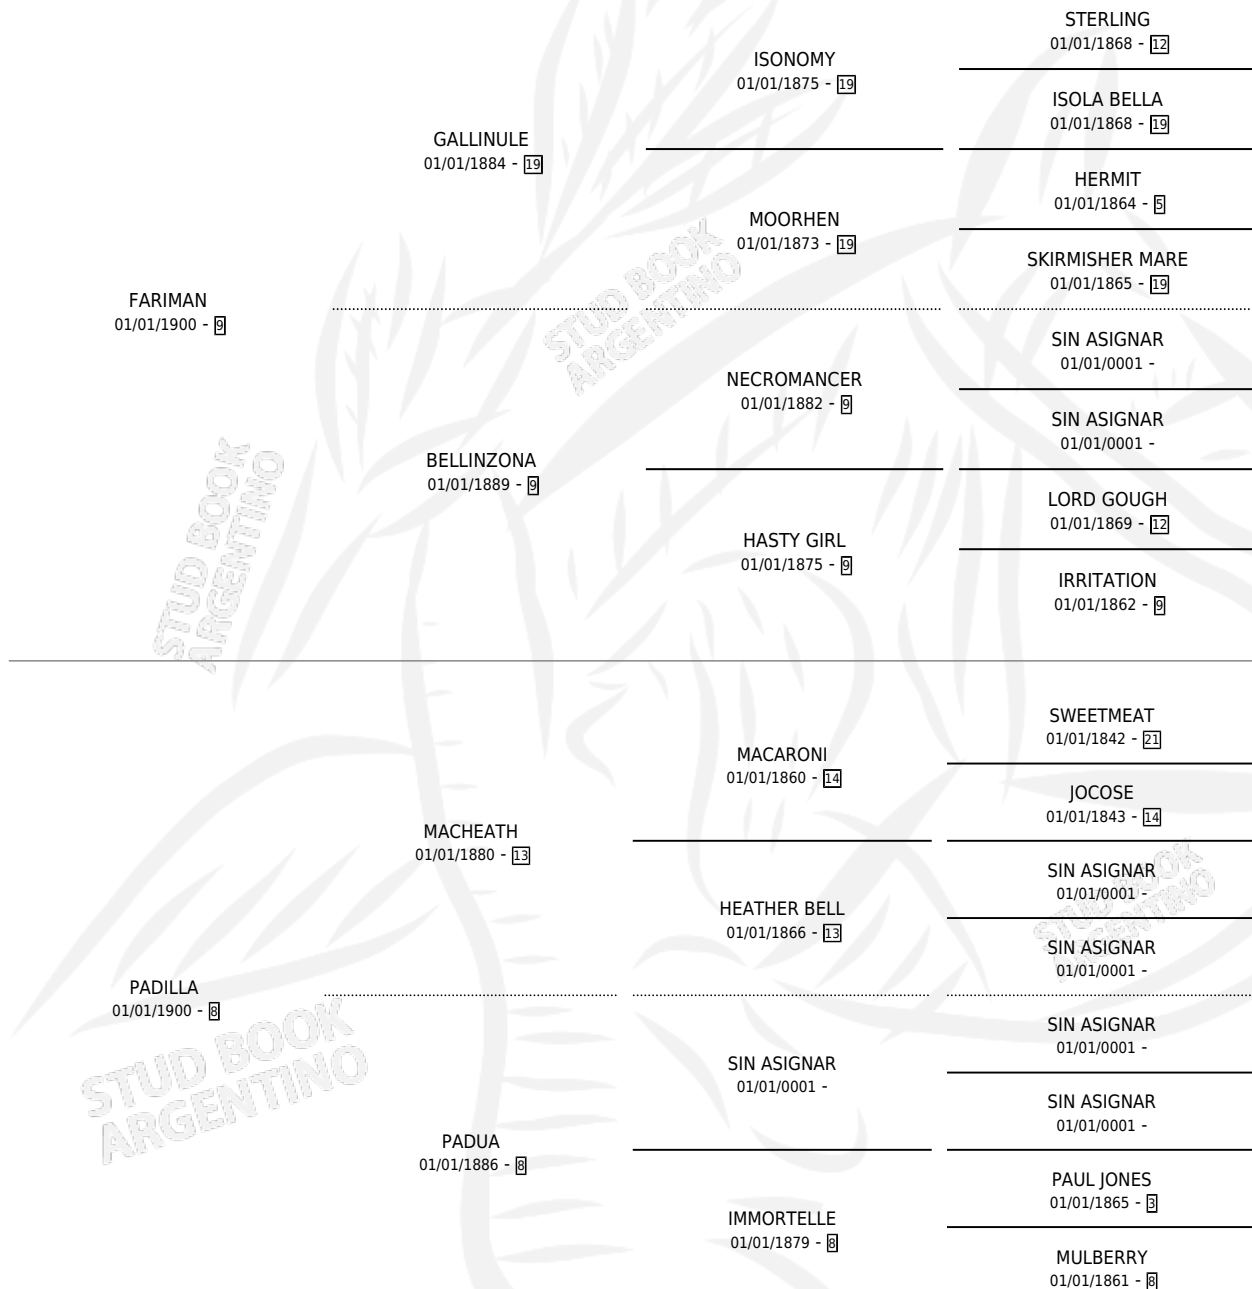 STERLING
01/01/1868 - 12
ISONOMY
01/01/1875 - 19
ISOLA BELLA
01/01/1868 - 19
GALLINULE
01/01/1884 - 19
HERMIT
01/01/1864 - 5
MOORHEN
01/01/1873 - 19
SKIRMISHER MARE
01/01/1865 - 19
FARIMAN
01/01/1900 - 9
SIN ASIGNAR
01/01/0001 -
NECROMANCER
01/01/1882 - 9
SIN ASIGNAR
01/01/0001 -
BELLINZONA
01/01/1889 - 9
LORD GOUGH
01/01/1869 - 12
HASTY GIRL
01/01/1875 - 9
IRRITATION
01/01/1862 - 9
SWEETMEAT
01/01/1842 - 21
MACARONI
01/01/1860 - 14
JOCOSE
01/01/1843 - 14
MACHEATH
01/01/1880 - 13
SIN ASIGNAR
01/01/0001 -
HEATHER BELL
01/01/1866 - 13
SIN ASIGNAR
01/01/0001 -
PADILLA
01/01/1900 - 8
SIN ASIGNAR
01/01/0001 -
SIN ASIGNAR
01/01/0001 -
SIN ASIGNAR
01/01/0001 -
PADUA
01/01/1886 - 8
PAUL JONES
01/01/1865 - 3
IMMORTELLE
01/01/1879 - 8
MULBERRY
01/01/1861 - 8
STUD BOOK
ARGENTINO
STUD BOOK
ARGENTINO
STUD BOOK
ARGENTINO
STUD BOOK
ARGENTINO